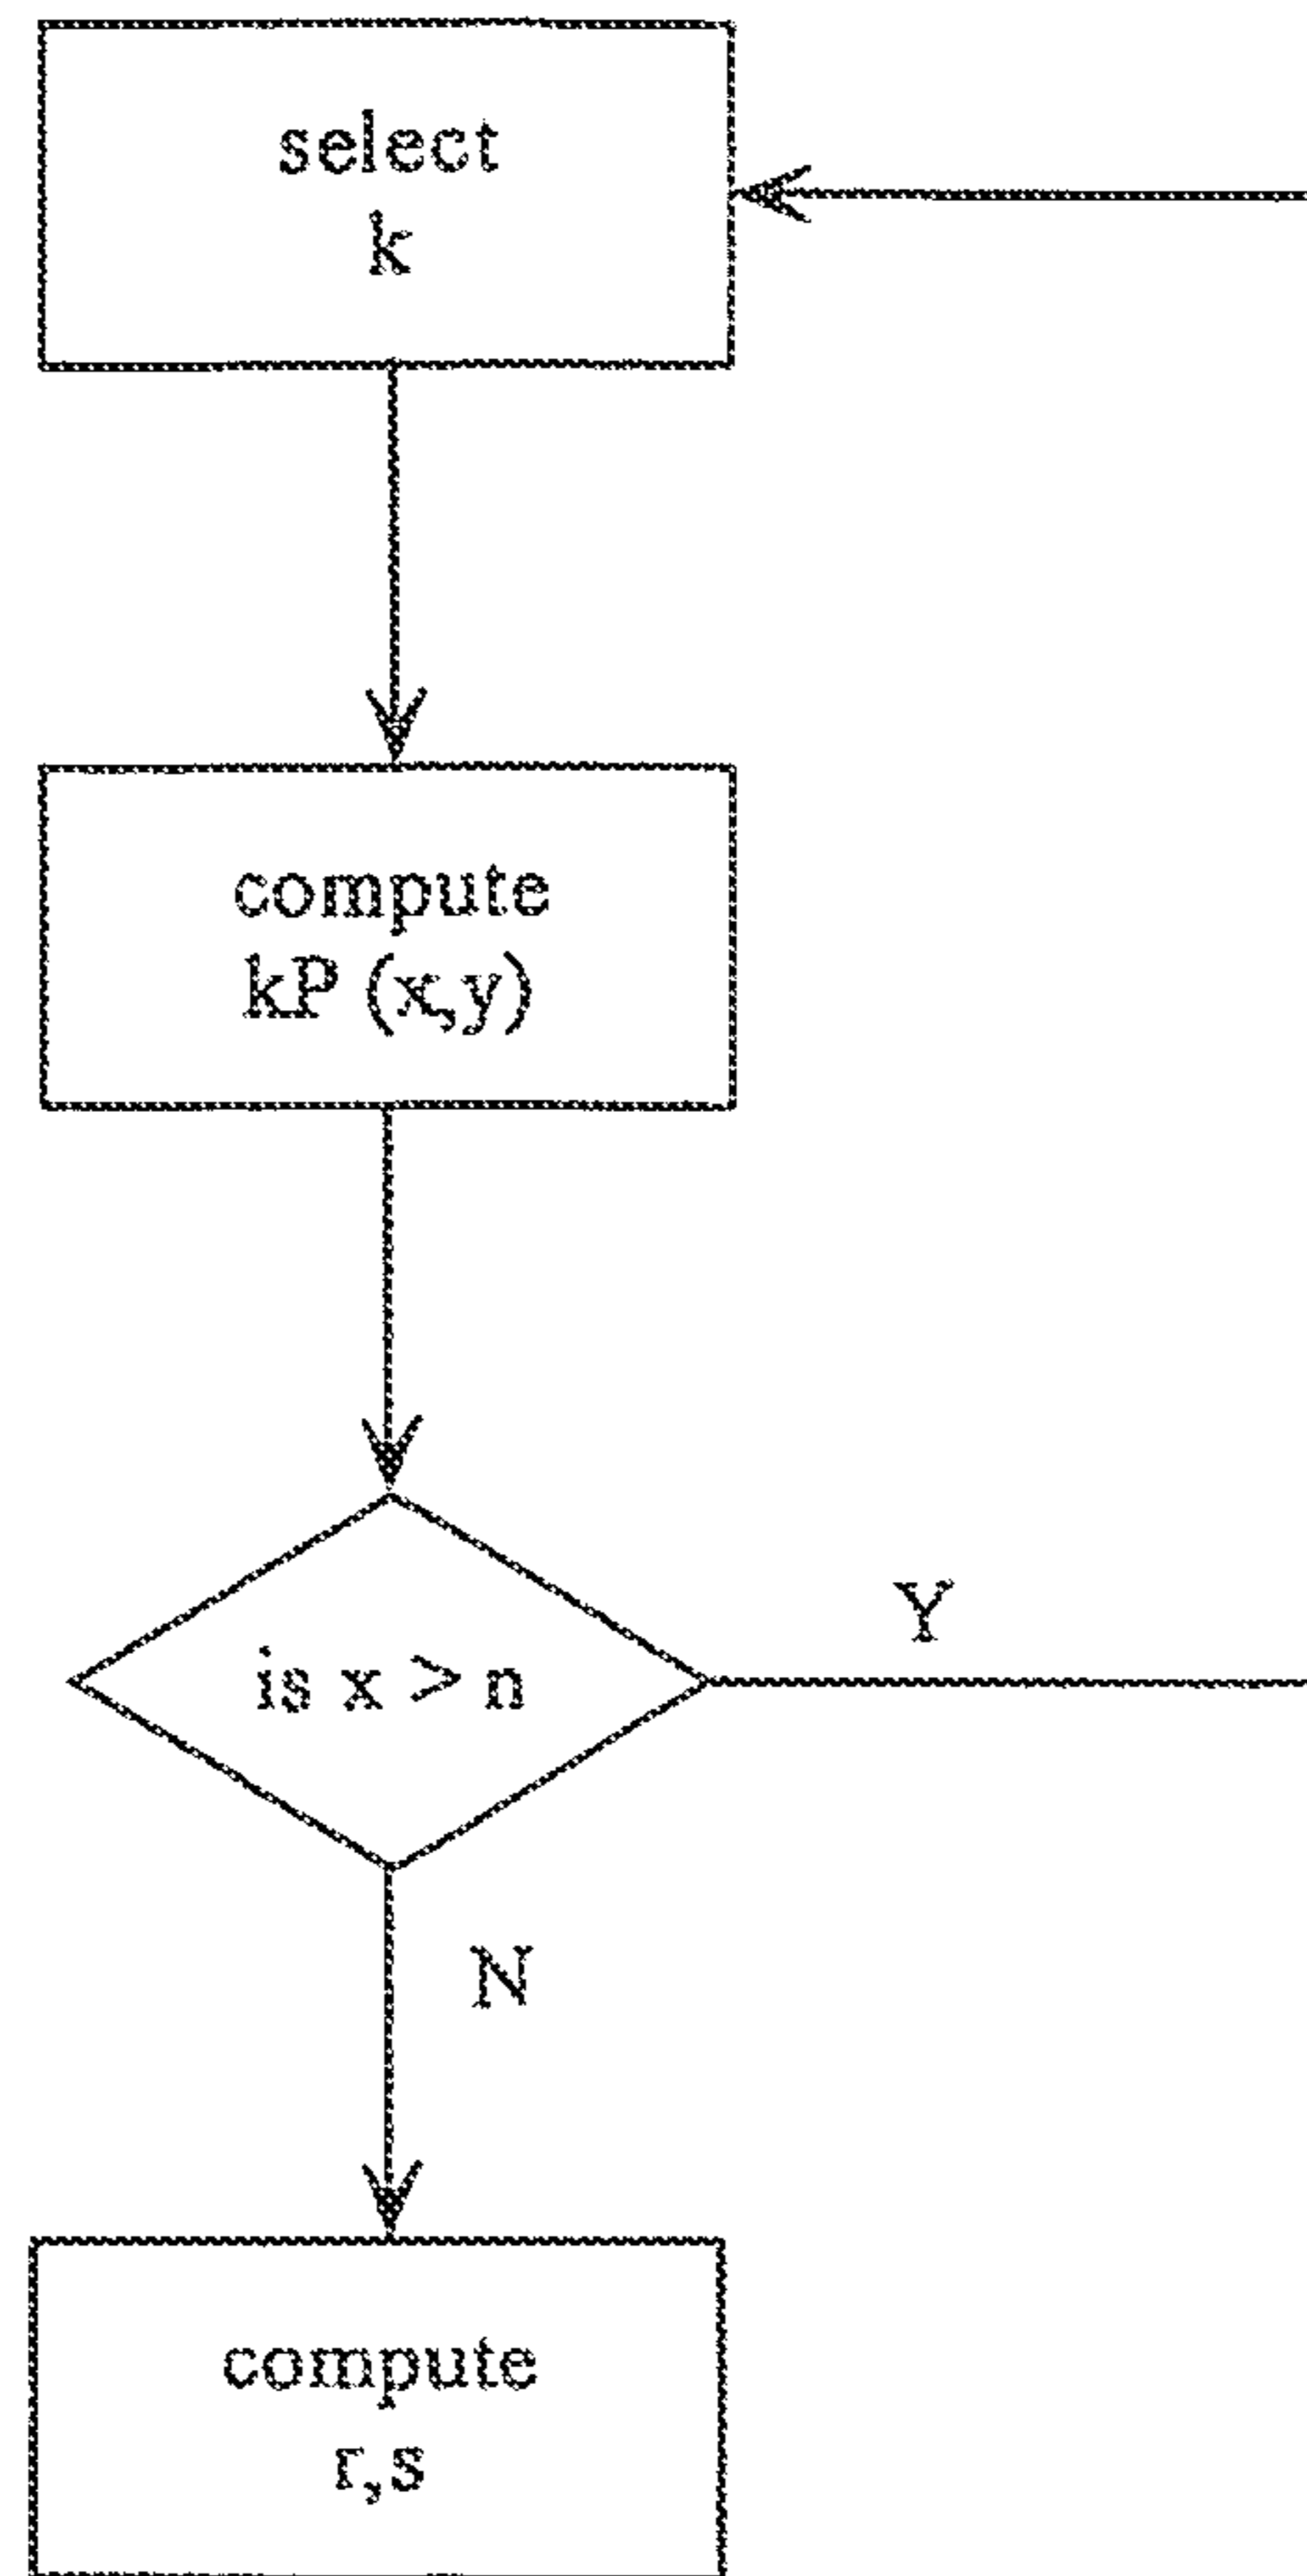 select
k
compute
kP (x,y)
is x > n
Y
N
compute
r,s